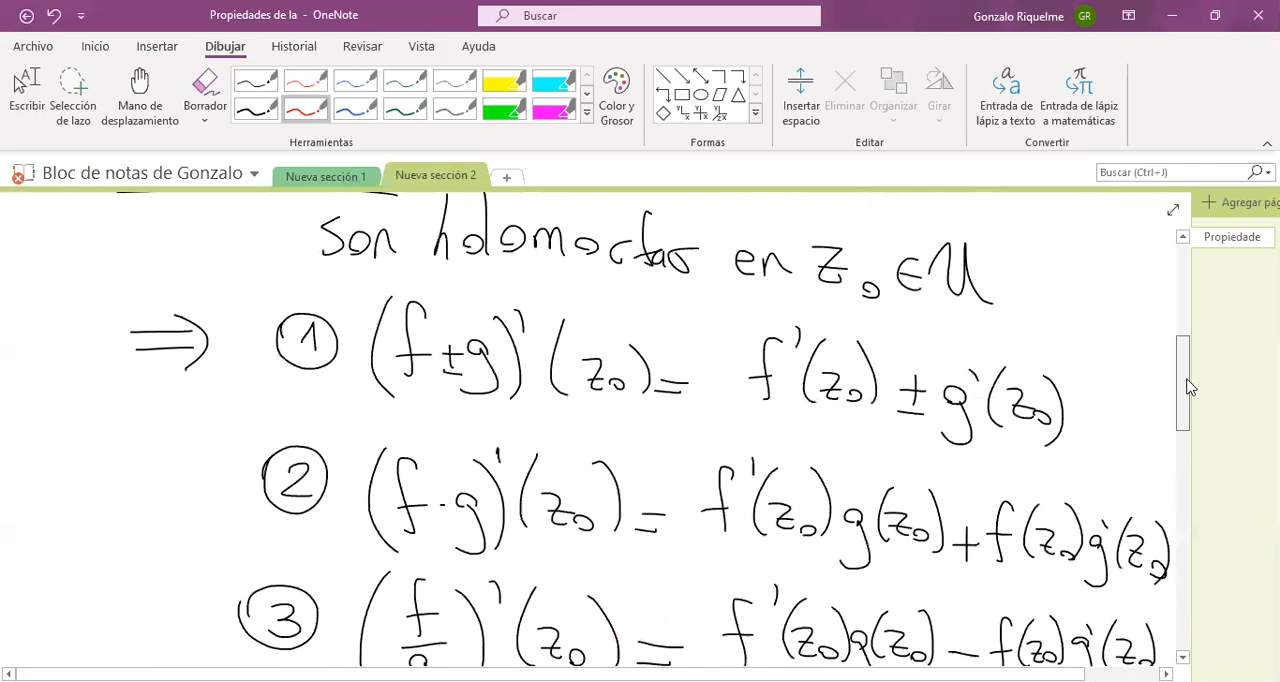 Propiedades de la - OneNote
Buscar
Gonzalo Riquelme
GR
Archivo Inicio Insertar Dibujar Historial Revisar Vista Ayuda
Escribir
Selección de lazo
Mano de desplazamiento
Borrador
Color y Grosor
Insertar espacio
Eliminar
Organizar
Girar
Entrada de lápiz a texto
Entrada de lápiz a matemáticas
Herramientas
Formas
Editar
Convertir
Bloc de notas de Gonzalo
Nueva sección 1
Nueva sección 2
Buscar (Ctrl+J)
Agregar pág
Propiedade
son holomorfas en z₀ ∈ U
⇒ ① (f ± g)'(z₀) = f'(z₀) ± g'(z₀)
② (f · g)'(z₀) = f'(z₀)g(z₀) + f(z₀)g'(z₀)
③ (f/g)'(z₀) = f'(z₀)g(z₀) − f(z₀)g'(z₀)